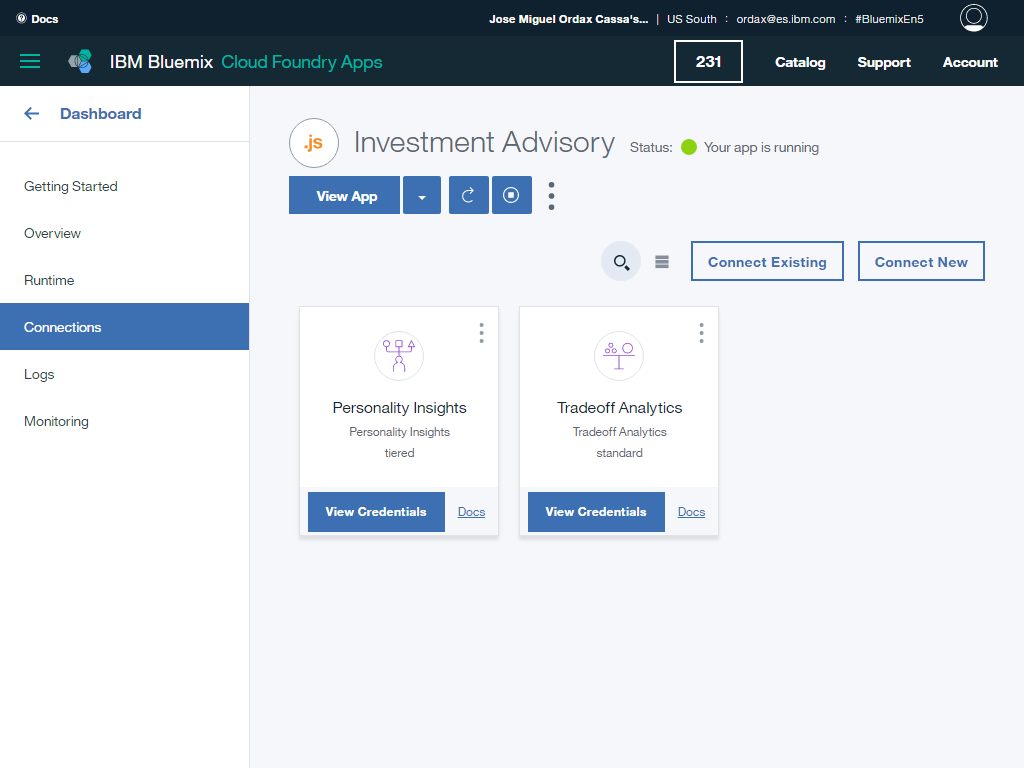 Docs
Jose Miguel Ordax Cassa's... | US South : ordax@es.ibm.com : #BluemixEn5
IBM Bluemix Cloud Foundry Apps
231
Catalog
Support
Account
Dashboard
Getting Started
Overview
Runtime
Connections
Logs
Monitoring
.js
Investment Advisory
Status: Your app is running
View App
Connect Existing
Connect New
Personality Insights
Personality Insights
tiered
View Credentials
Docs
Tradeoff Analytics
Tradeoff Analytics
standard
View Credentials
Docs